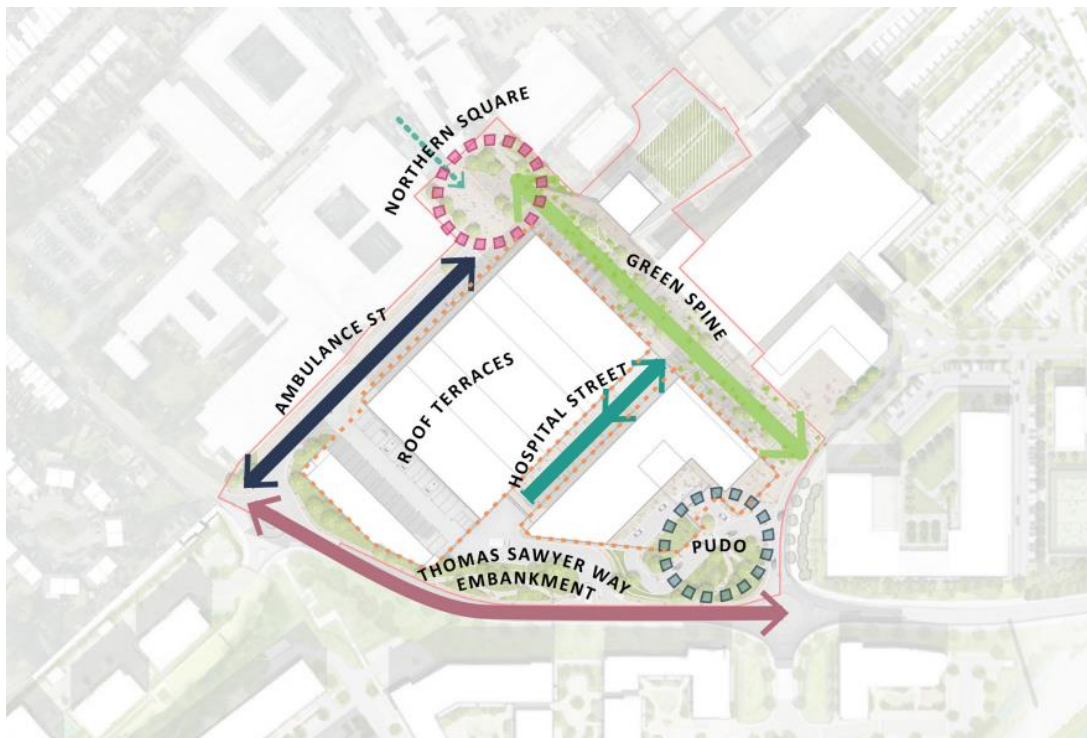 NORTHERN SQUARE
GREEN SPINE
AMBULANCE ST
ROOF TERRACES
HOSPITAL STREET
PUDO
THOMAS SAWYER WAY
EMBANKMENT